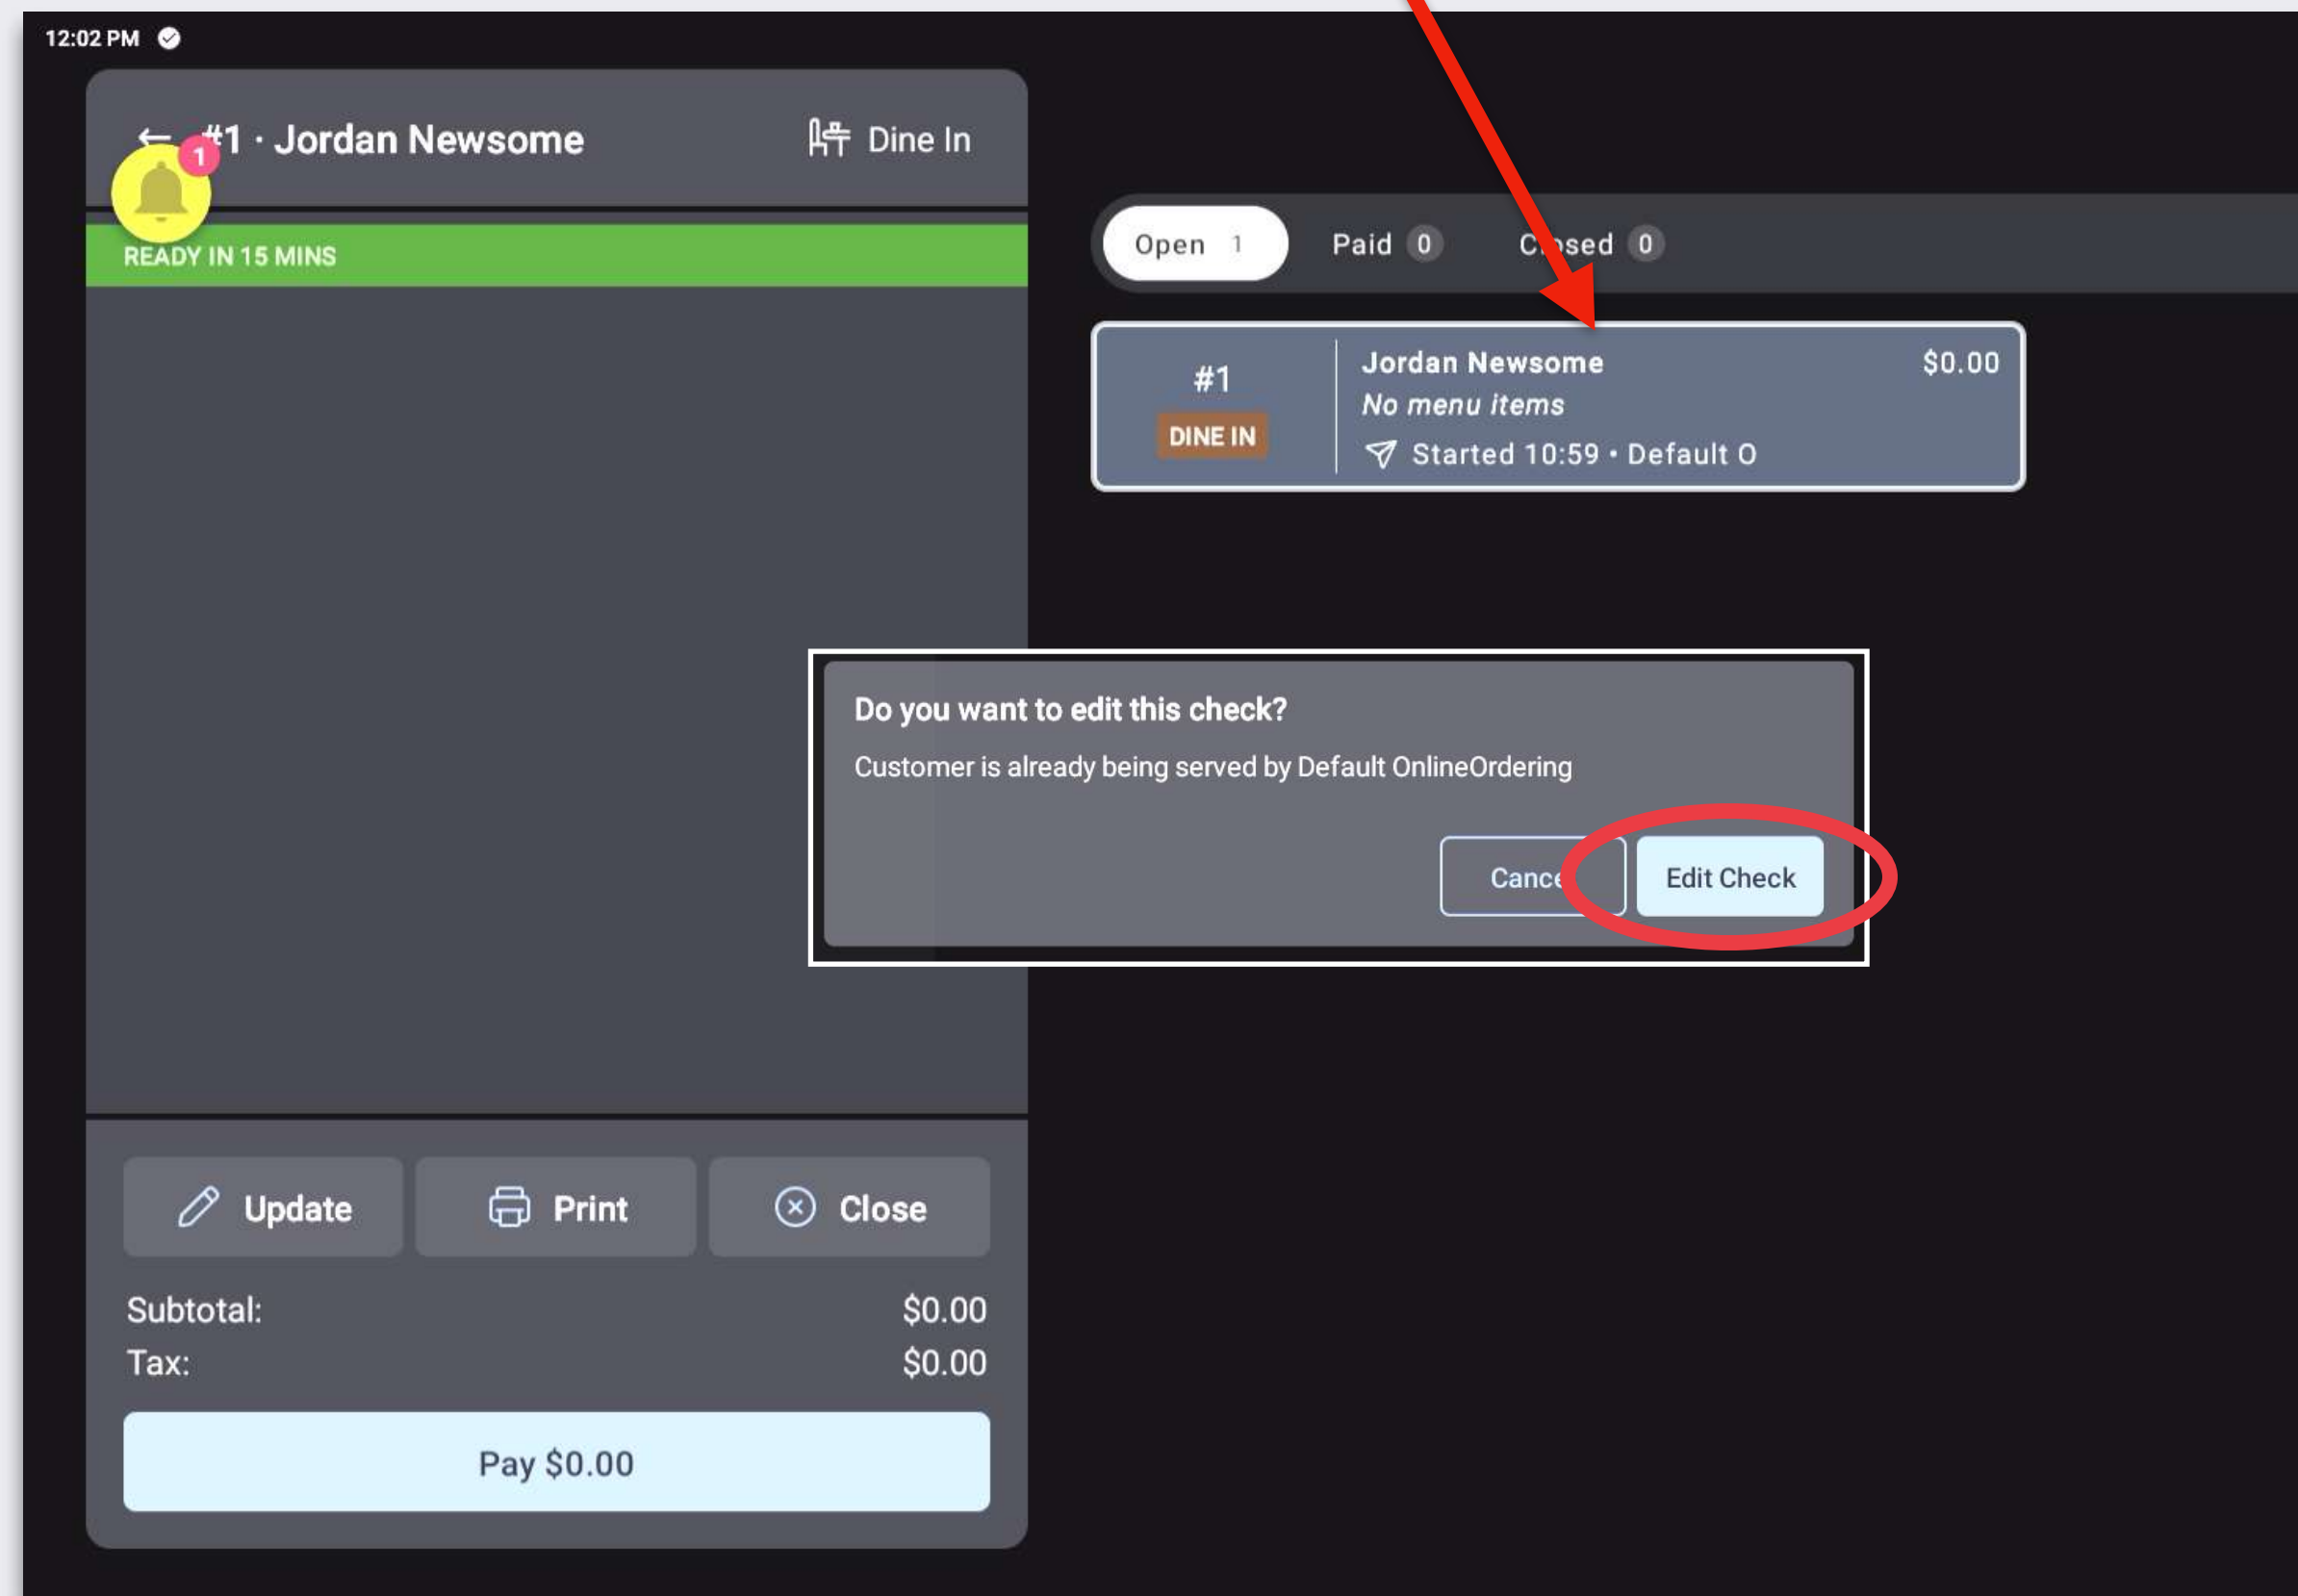 12:02 PM
#1 · Jordan Newsome
Dine In
1
READY IN 15 MINS
Open 1
Paid 0
Closed 0
#1
DINE IN
Jordan Newsome
$0.00
No menu items
Started 10:59 • Default O
Do you want to edit this check?
Customer is already being served by Default OnlineOrdering
Cancel
Edit Check
Update
Print
Close
Subtotal: $0.00
Tax: $0.00
Pay $0.00